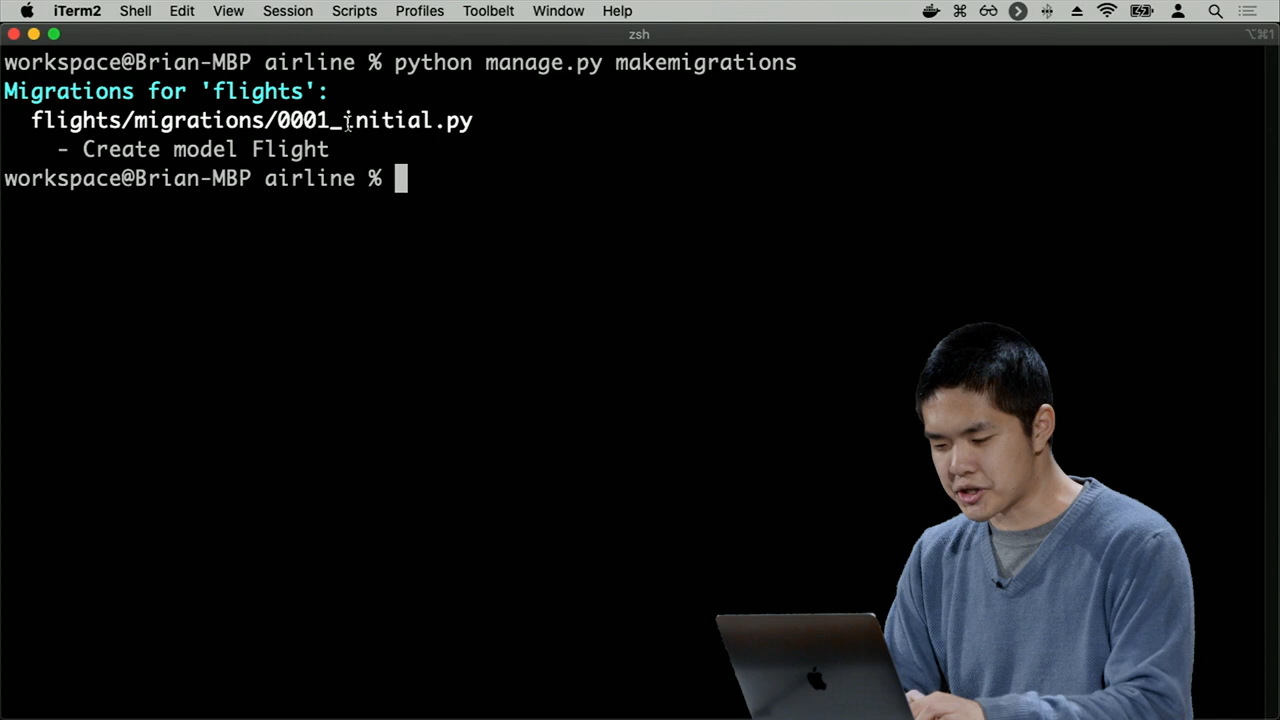 iTerm2 Shell Edit View Session Scripts Profiles Toolbelt Window Help
zsh
⌥⌘1
workspace@Brian-MBP airline % python manage.py makemigrations
Migrations for 'flights':
flights/migrations/0001_initial.py
- Create model Flight
workspace@Brian-MBP airline %